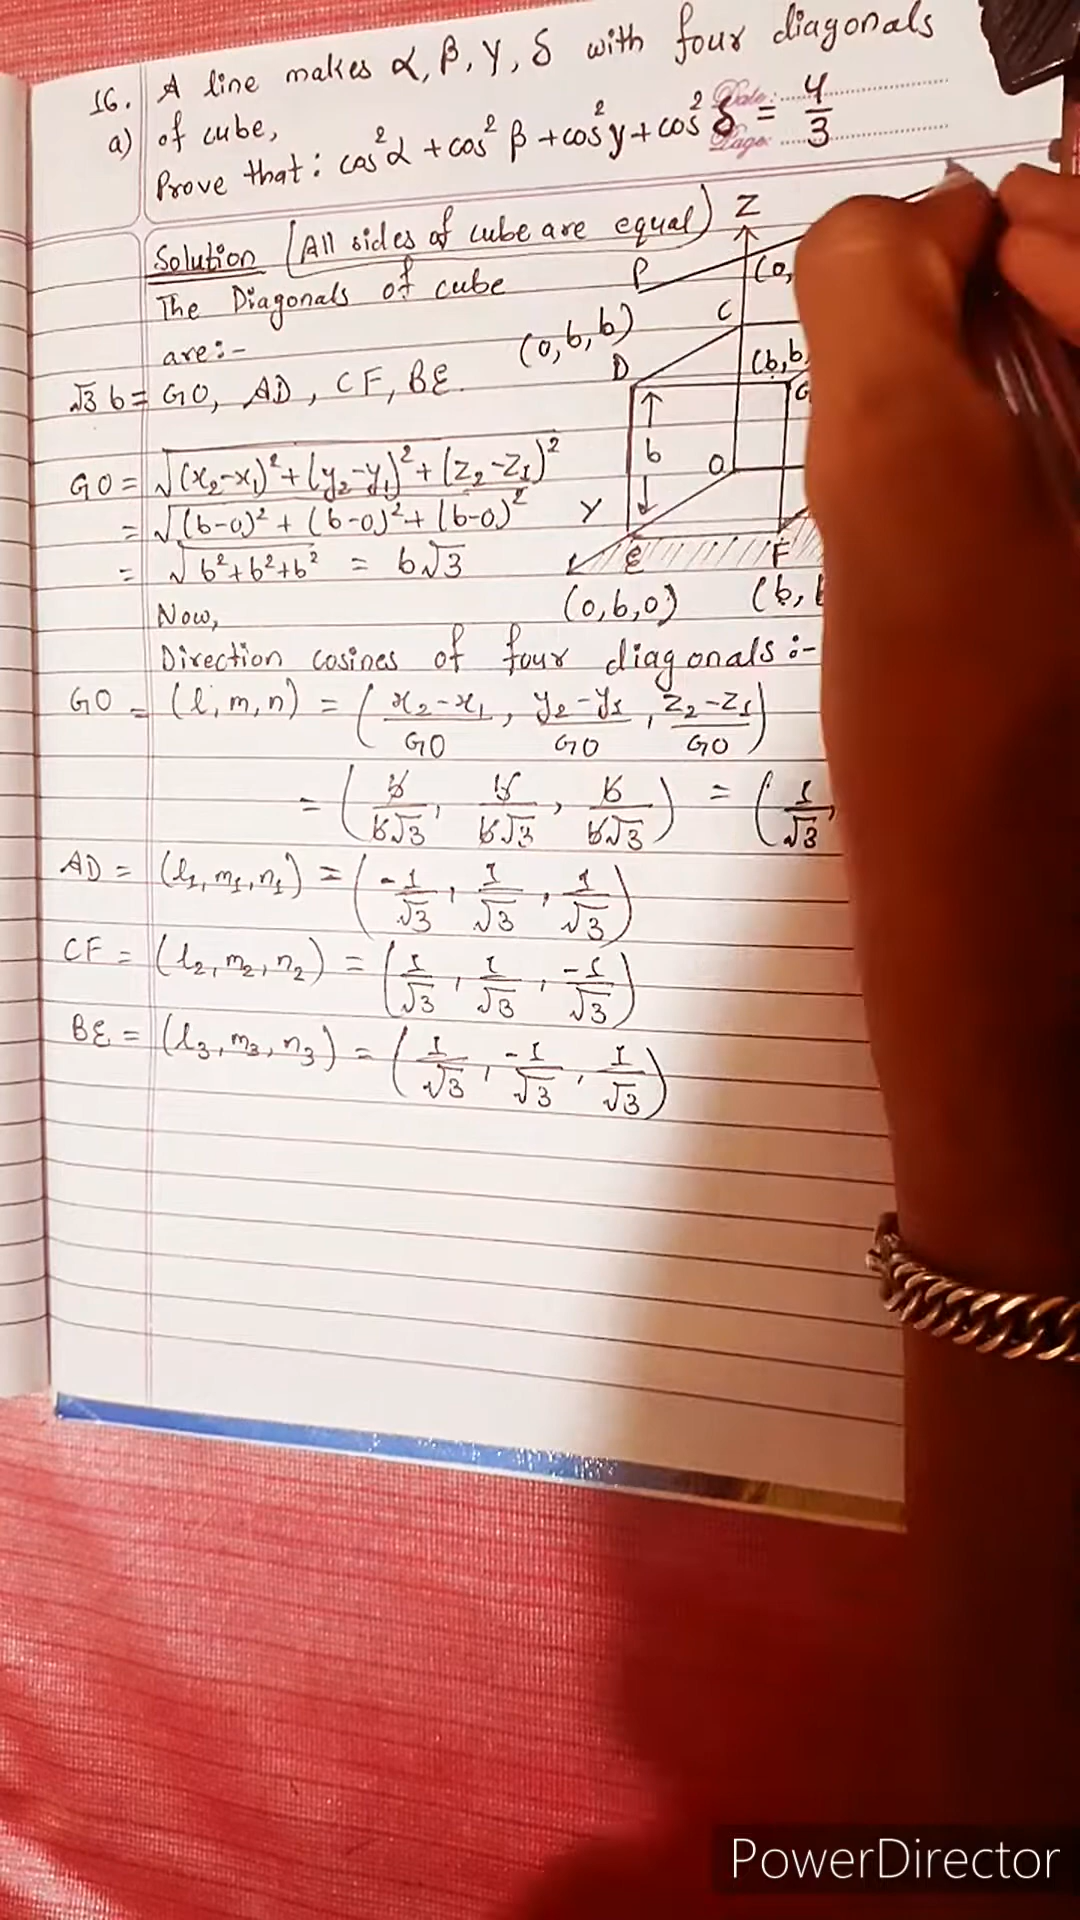 16. A line makes α, β, γ, δ with four diagonals
a) of cube,
Date:
Prove that: cos²α + cos²β + cos²γ + cos²δ = 4/3
Page:
Solution (All sides of cube are equal)
Z
The Diagonals of cube
P
(0,
are:-
(0,b,b)
C
D
(b,b,
√3 b = GO, AD, CF, BE.
G
b
O
GO = √(x₂-x₁)²+(y₂-y₁)²+(z₂-z₁)²
= √(b-0)² + (b-0)² + (b-0)²
Y
E
F
= √b²+b²+b² = b√3
(0,b,0)
(b,
Now,
Direction cosines of four diagonals :-
GO = (l,m,n) = (x₂-x₁/GO, y₂-y₁/GO, z₂-z₁/GO)
= (b/b√3, b/b√3, b/b√3) = (1/√3,
AD = (l₁,m₁,n₁) = (-1/√3, 1/√3, 1/√3)
CF = (l₂,m₂,n₂) = (1/√3, 1/√3, -1/√3)
BE = (l₃,m₃,n₃) = (1/√3, -1/√3, 1/√3)
PowerDirector